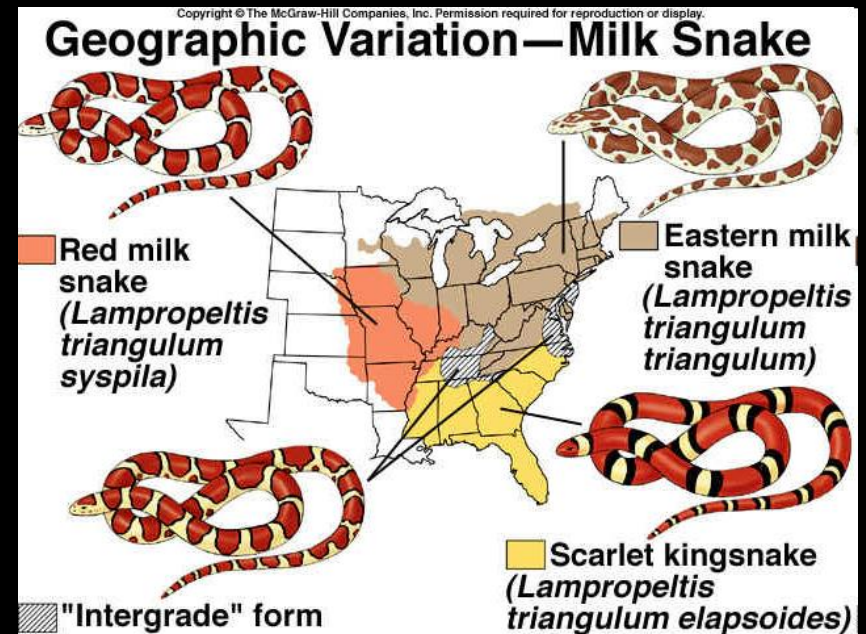 Copyright © The McGraw-Hill Companies, Inc. Permission required for reproduction or display.
Geographic Variation—Milk Snake
Red milk
snake
(Lampropeltis
triangulum
syspila)
Eastern milk
snake
(Lampropeltis
triangulum
triangulum)
"Intergrade" form
Scarlet kingsnake
(Lampropeltis
triangulum elapsoides)